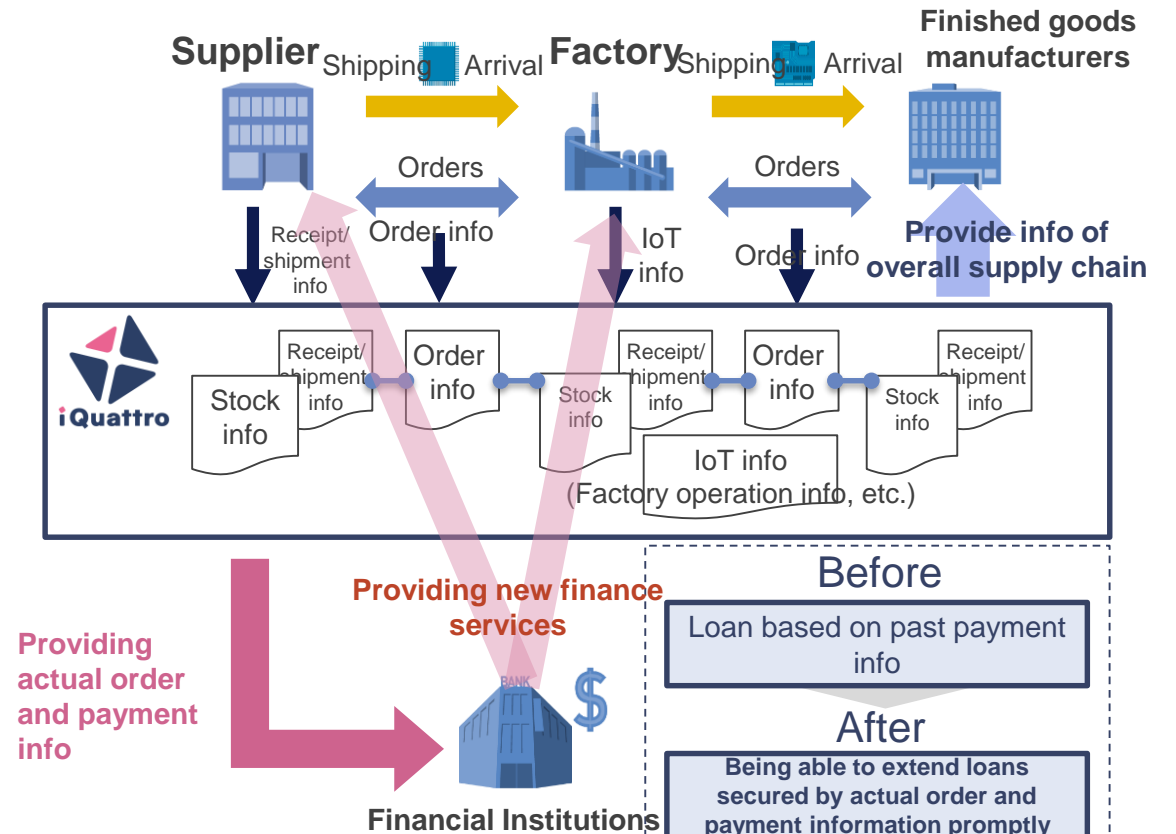 Supplier
Shipping
Arrival
Factory
Shipping
Arrival
Finished goods
manufacturers
Orders
Orders
Receipt/
shipment
info
Order info
IoT
info
Order info
Provide info of
overall supply chain
iQuattro
Stock
info
Receipt/
shipment
info
Order
info
Stock
info
Receipt/
shipment
info
Order
info
Stock
info
Receipt/
shipment
info
IoT info
(Factory operation info, etc.)
Providing
actual order
and payment
info
Providing new finance
services
BANK
$
Financial Institutions
Before
Loan based on past payment
info
After
Being able to extend loans
secured by actual order and
payment information promptly